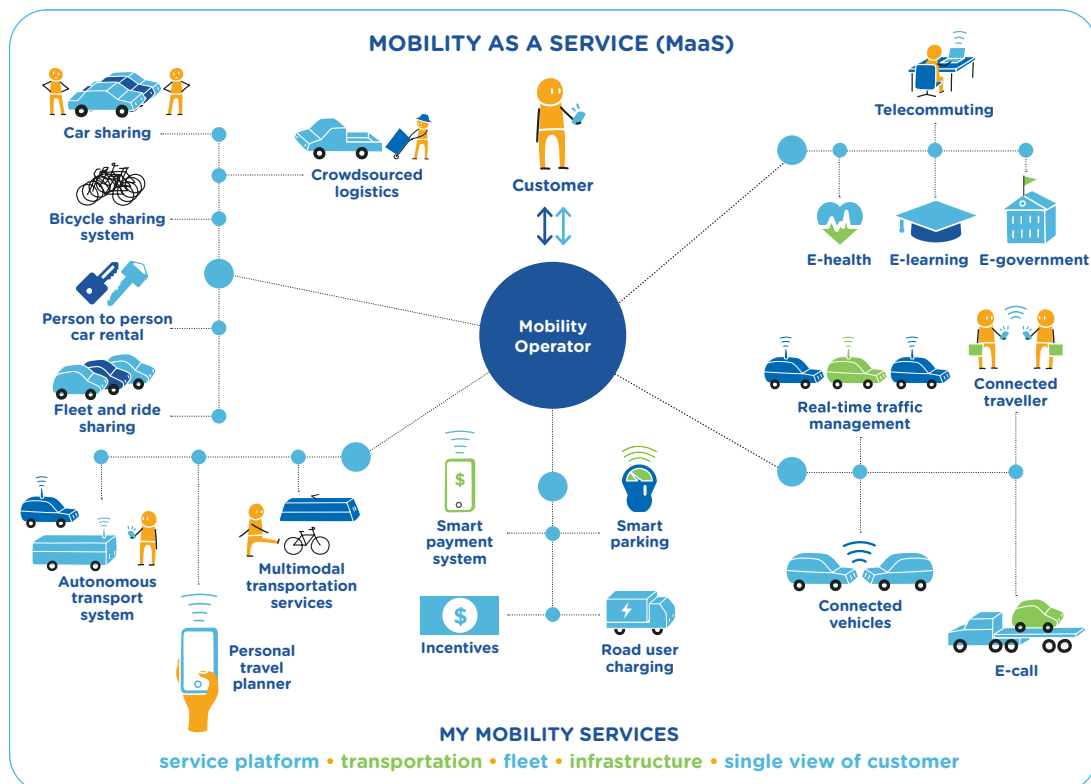 MOBILITY AS A SERVICE (MaaS)
Car sharing
Crowdsourced
logistics
Bicycle sharing
system
Person to person
car rental
Fleet and ride
sharing
Customer
Telecommuting
E-health
E-learning
E-government
Mobility
Operator
Real-time traffic
management
Connected
traveller
Autonomous
transport
system
Personal
travel
planner
Multimodal
transportation
services
$
Smart
payment
system
Smart
parking
$
Incentives
Road user
charging
Connected
vehicles
E-call
MY MOBILITY SERVICES
service platform • transportation • fleet • infrastructure • single view of customer